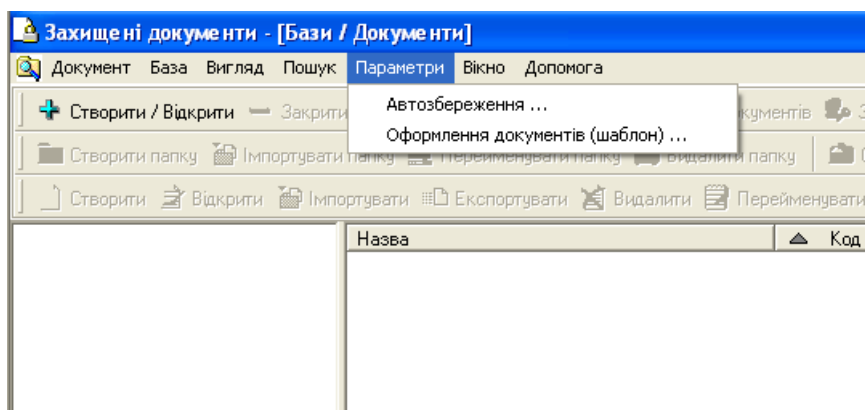 Захищені документи - [Бази / Документи]
Документ База Вигляд Пошук Параметри Вікно Допомога
Створити / Відкрити Закрити
Автозбереження ...
Оформлення документів (шаблон) ...
Створити папку Імпортувати папку Перейменувати папку Видалити папку
Створити Відкрити Імпортувати Експортувати Видалити Перейменувати
Назва Код